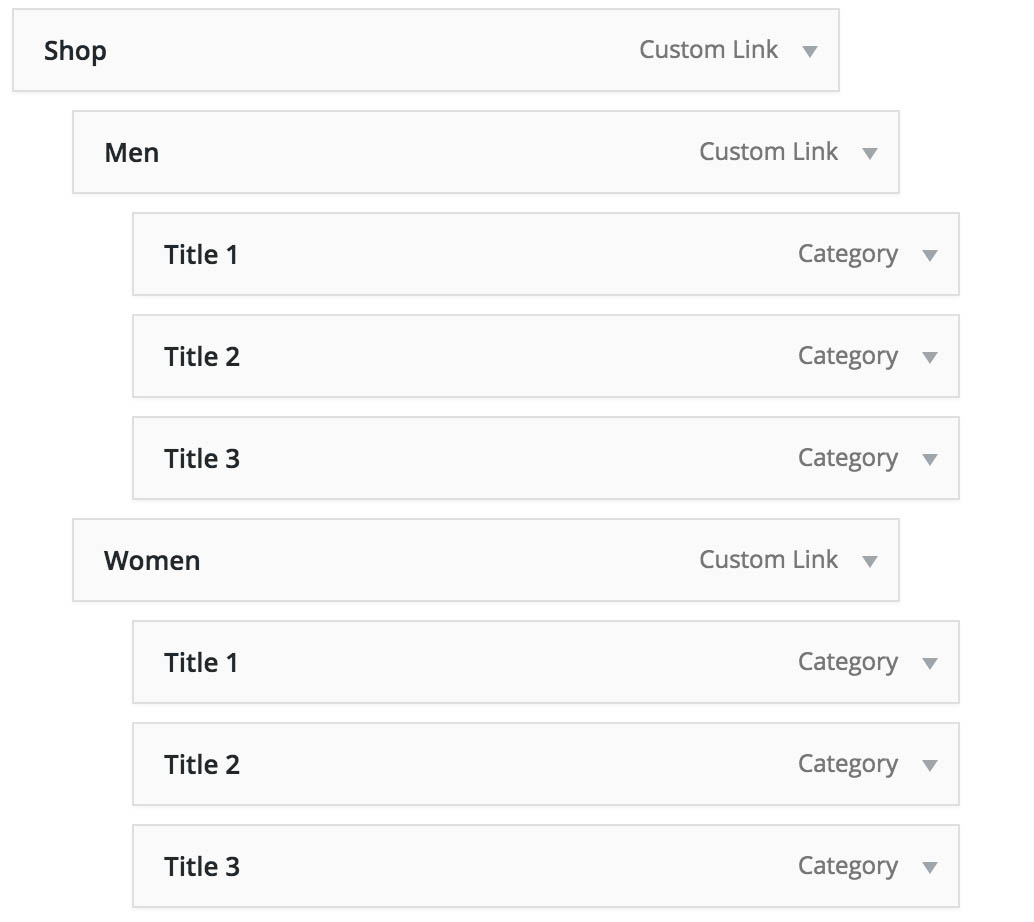 Shop Custom Link
Men Custom Link
Title 1 Category
Title 2 Category
Title 3 Category
Women Custom Link
Title 1 Category
Title 2 Category
Title 3 Category